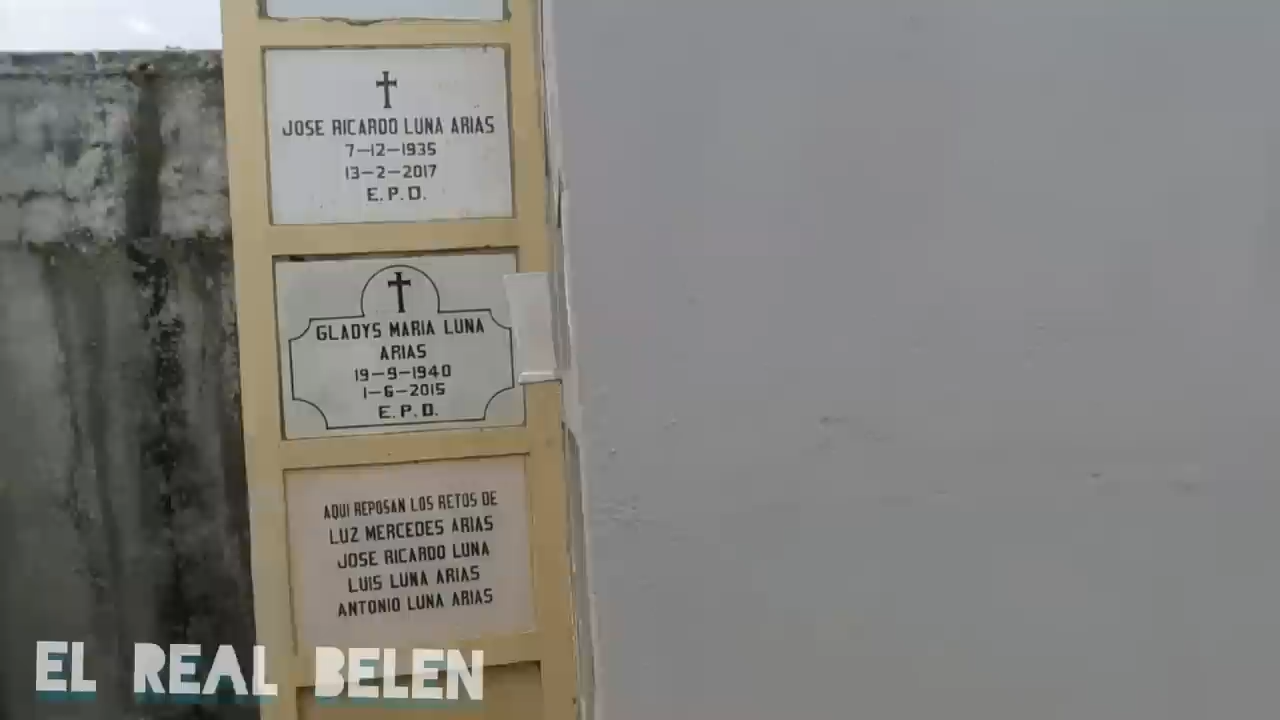 JOSE RICARDO LUNA ARIAS
7-12-1935
13-2-2017
E.P.D.
GLADYS MARIA LUNA
ARIAS
19-9-1940
1-6-2015
E.P.D.
AQUI REPOSAN LOS RETOS DE
LUZ MERCEDES ARIAS
JOSE RICARDO LUNA
LUIS LUNA ARIAS
ANTONIO LUNA ARIAS
EL REAL BELEN